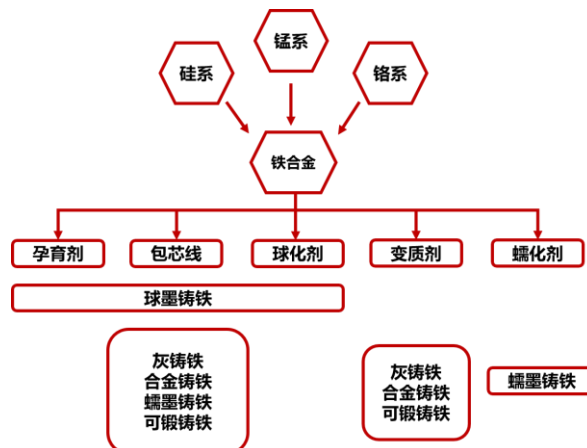 锰系
硅系
铬系
铁合金
孕育剂
包芯线
球化剂
变质剂
蠕化剂
球墨铸铁
灰铸铁
合金铸铁
蠕墨铸铁
可锻铸铁
灰铸铁
合金铸铁
可锻铸铁
蠕墨铸铁